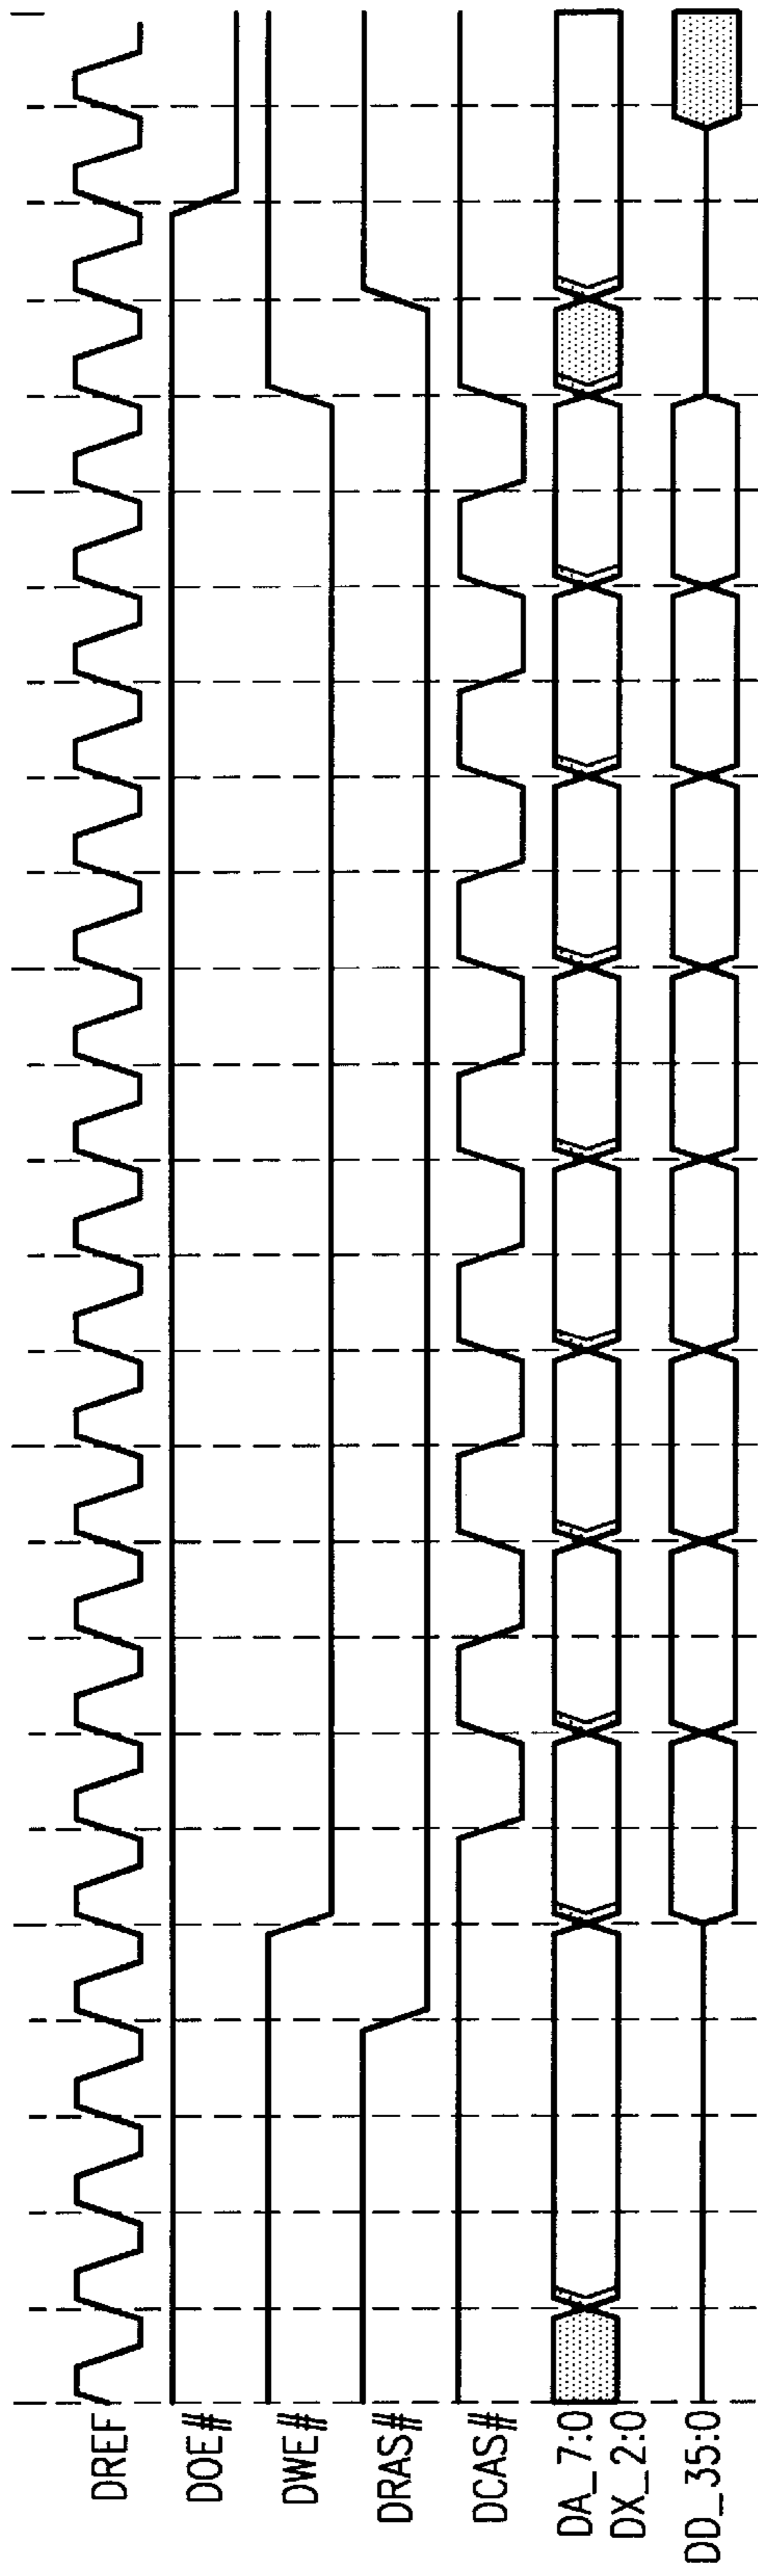 DREF
DOE#
DWE#
DRAS#
DCAS#
DA_7:0
DX_2:0
DD_35:0